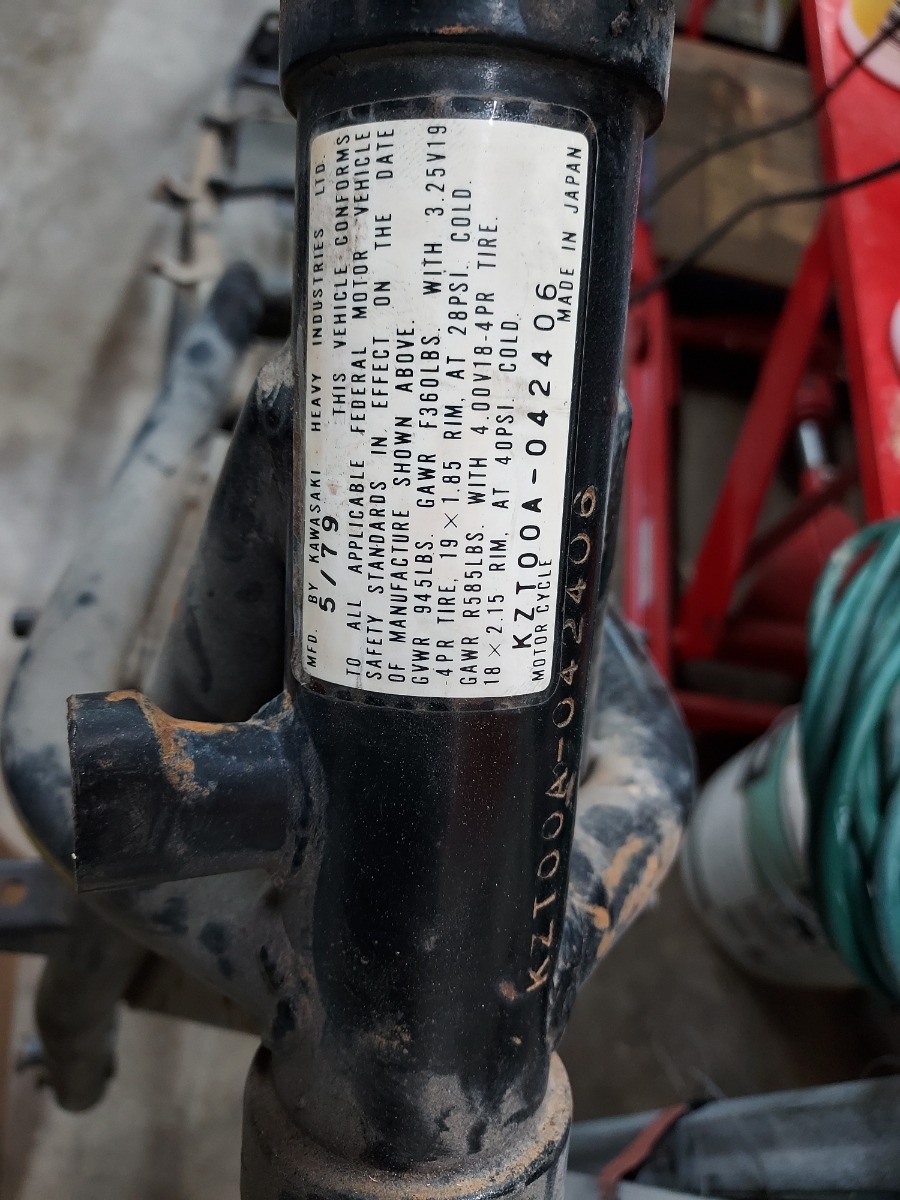 MFD. BY KAWASAKI HEAVY INDUSTRIES LTD.
5/79 THIS VEHICLE CONFORMS
TO ALL APPLICABLE FEDERAL MOTOR VEHICLE
SAFETY STANDARDS IN EFFECT ON THE DATE
OF MANUFACTURE SHOWN ABOVE.
GVWR 945LBS. GAWR F360LBS. WITH 3.25V19
-4PR TIRE, 19×1.85 RIM, AT 28PSI. COLD.
GAWR R585LBS. WITH 4.00V18-4PR TIRE.
18×2.15 RIM, AT 40PSI. COLD.
KZT00A-0424 06
MOTORCYCLE MADE IN JAPAN
KZT00A-042406